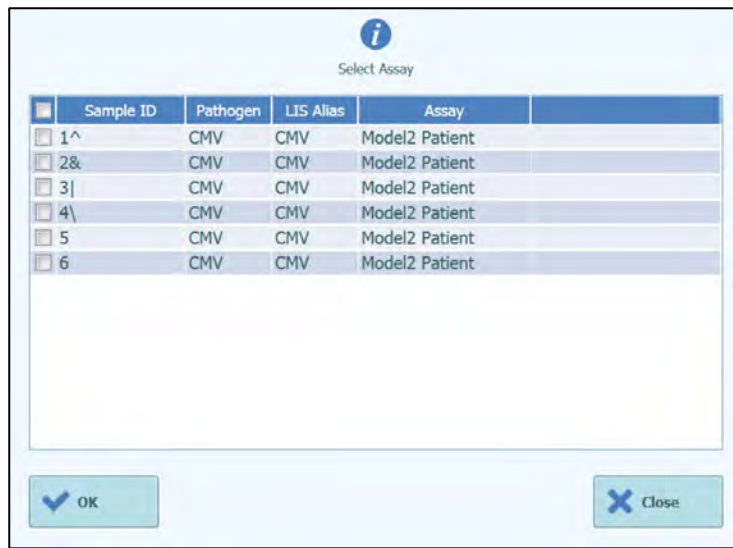 i
Select Assay
Sample ID Pathogen LIS Alias Assay
1^ CMV CMV Model2 Patient
2& CMV CMV Model2 Patient
3| CMV CMV Model2 Patient
4\ CMV CMV Model2 Patient
5 CMV CMV Model2 Patient
6 CMV CMV Model2 Patient
OK Close